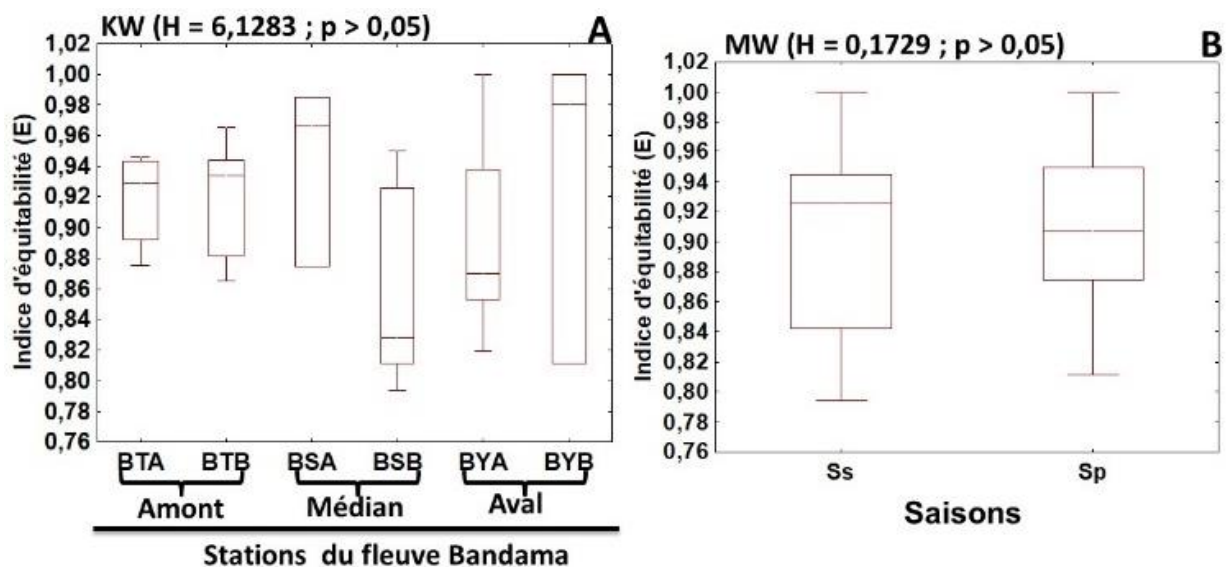 KW (H = 6,1283 ; p > 0,05)
A
Indice d'équitabilité (E)
1,02
1,00
0,98
0,96
0,94
0,92
0,90
0,88
0,86
0,84
0,82
0,80
0,78
0,76
BTA BTB BSA BSB BYA BYB
Amont Médian Aval
Stations du fleuve Bandama
MW (H = 0,1729 ; p > 0,05)
B
Indice d'équitabilité (E)
1,02
1,00
0,98
0,96
0,94
0,92
0,90
0,88
0,86
0,84
0,82
0,80
0,78
0,76
Ss Sp
Saisons